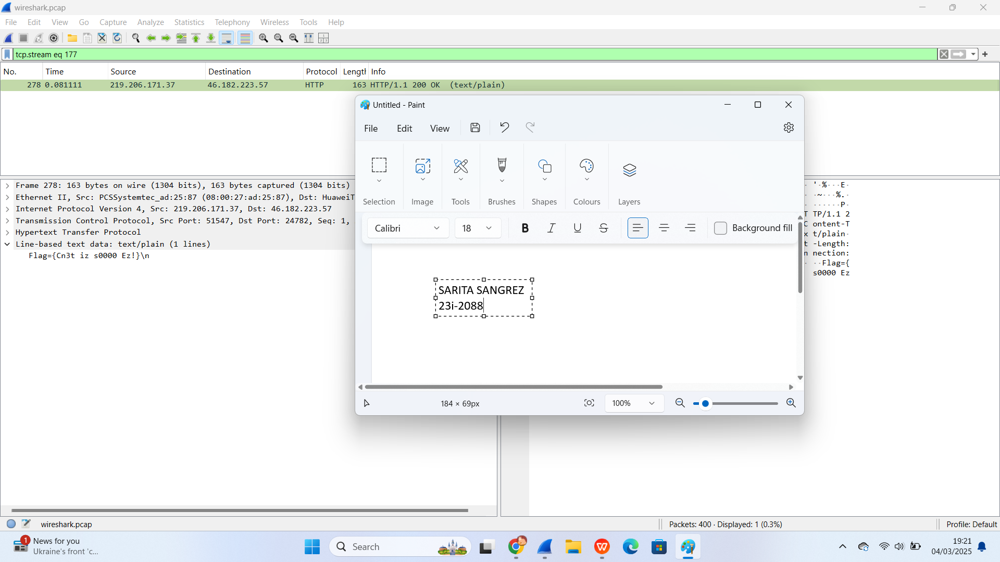 wireshark.pcap
File Edit View Go Capture Analyze Statistics Telephony Wireless Tools Help
tcp.stream eq 177
No. Time Source Destination Protocol Lengtl Info
278 0.081111 219.206.171.37 46.182.223.57 HTTP 163 HTTP/1.1 200 OK (text/plain)
Untitled - Paint
File Edit View
Selection Image Tools Brushes Shapes Colours Layers
Calibri 18 B I U S Background fill
SARITA SANGREZ
23i-2088
184 × 69px 100%
Frame 278: 163 bytes on wire (1304 bits), 163 bytes captured (1304 bits)
Ethernet II, Src: PCSSystemtec_ad:25:87 (08:00:27:ad:25:87), Dst: HuaweiT
Internet Protocol Version 4, Src: 219.206.171.37, Dst: 46.182.223.57
Transmission Control Protocol, Src Port: 51547, Dst Port: 24782, Seq: 1,
Hypertext Transfer Protocol
Line-based text data: text/plain (1 lines)
Flag={Cn3t iz s0000 Ez!}\n
· '·%···E·
·~···%.·
······P·
T TP/1.1 2
C ontent-T
x t/plain·
t -Length:
n nection:
· ··Flag={
s0000 Ez
wireshark.pcap Packets: 400 · Displayed: 1 (0.3%) Profile: Default
1 News for you
Ukraine's front 'c...
Search
19:21
04/03/2025